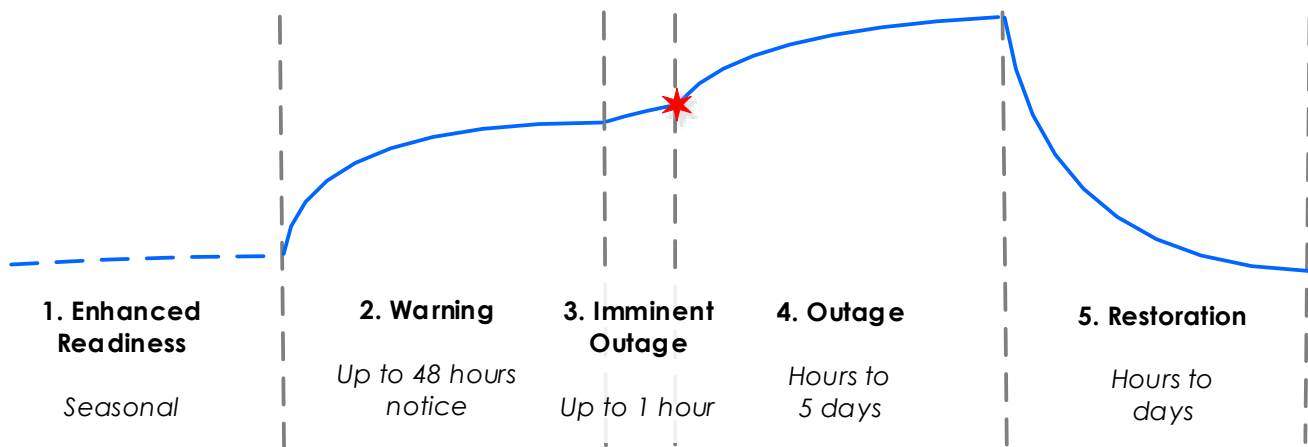 1. Enhanced
Readiness
Seasonal
2. Warning
Up to 48 hours
notice
3. Imminent
Outage
Up to 1 hour
4. Outage
Hours to
5 days
5. Restoration
Hours to
days